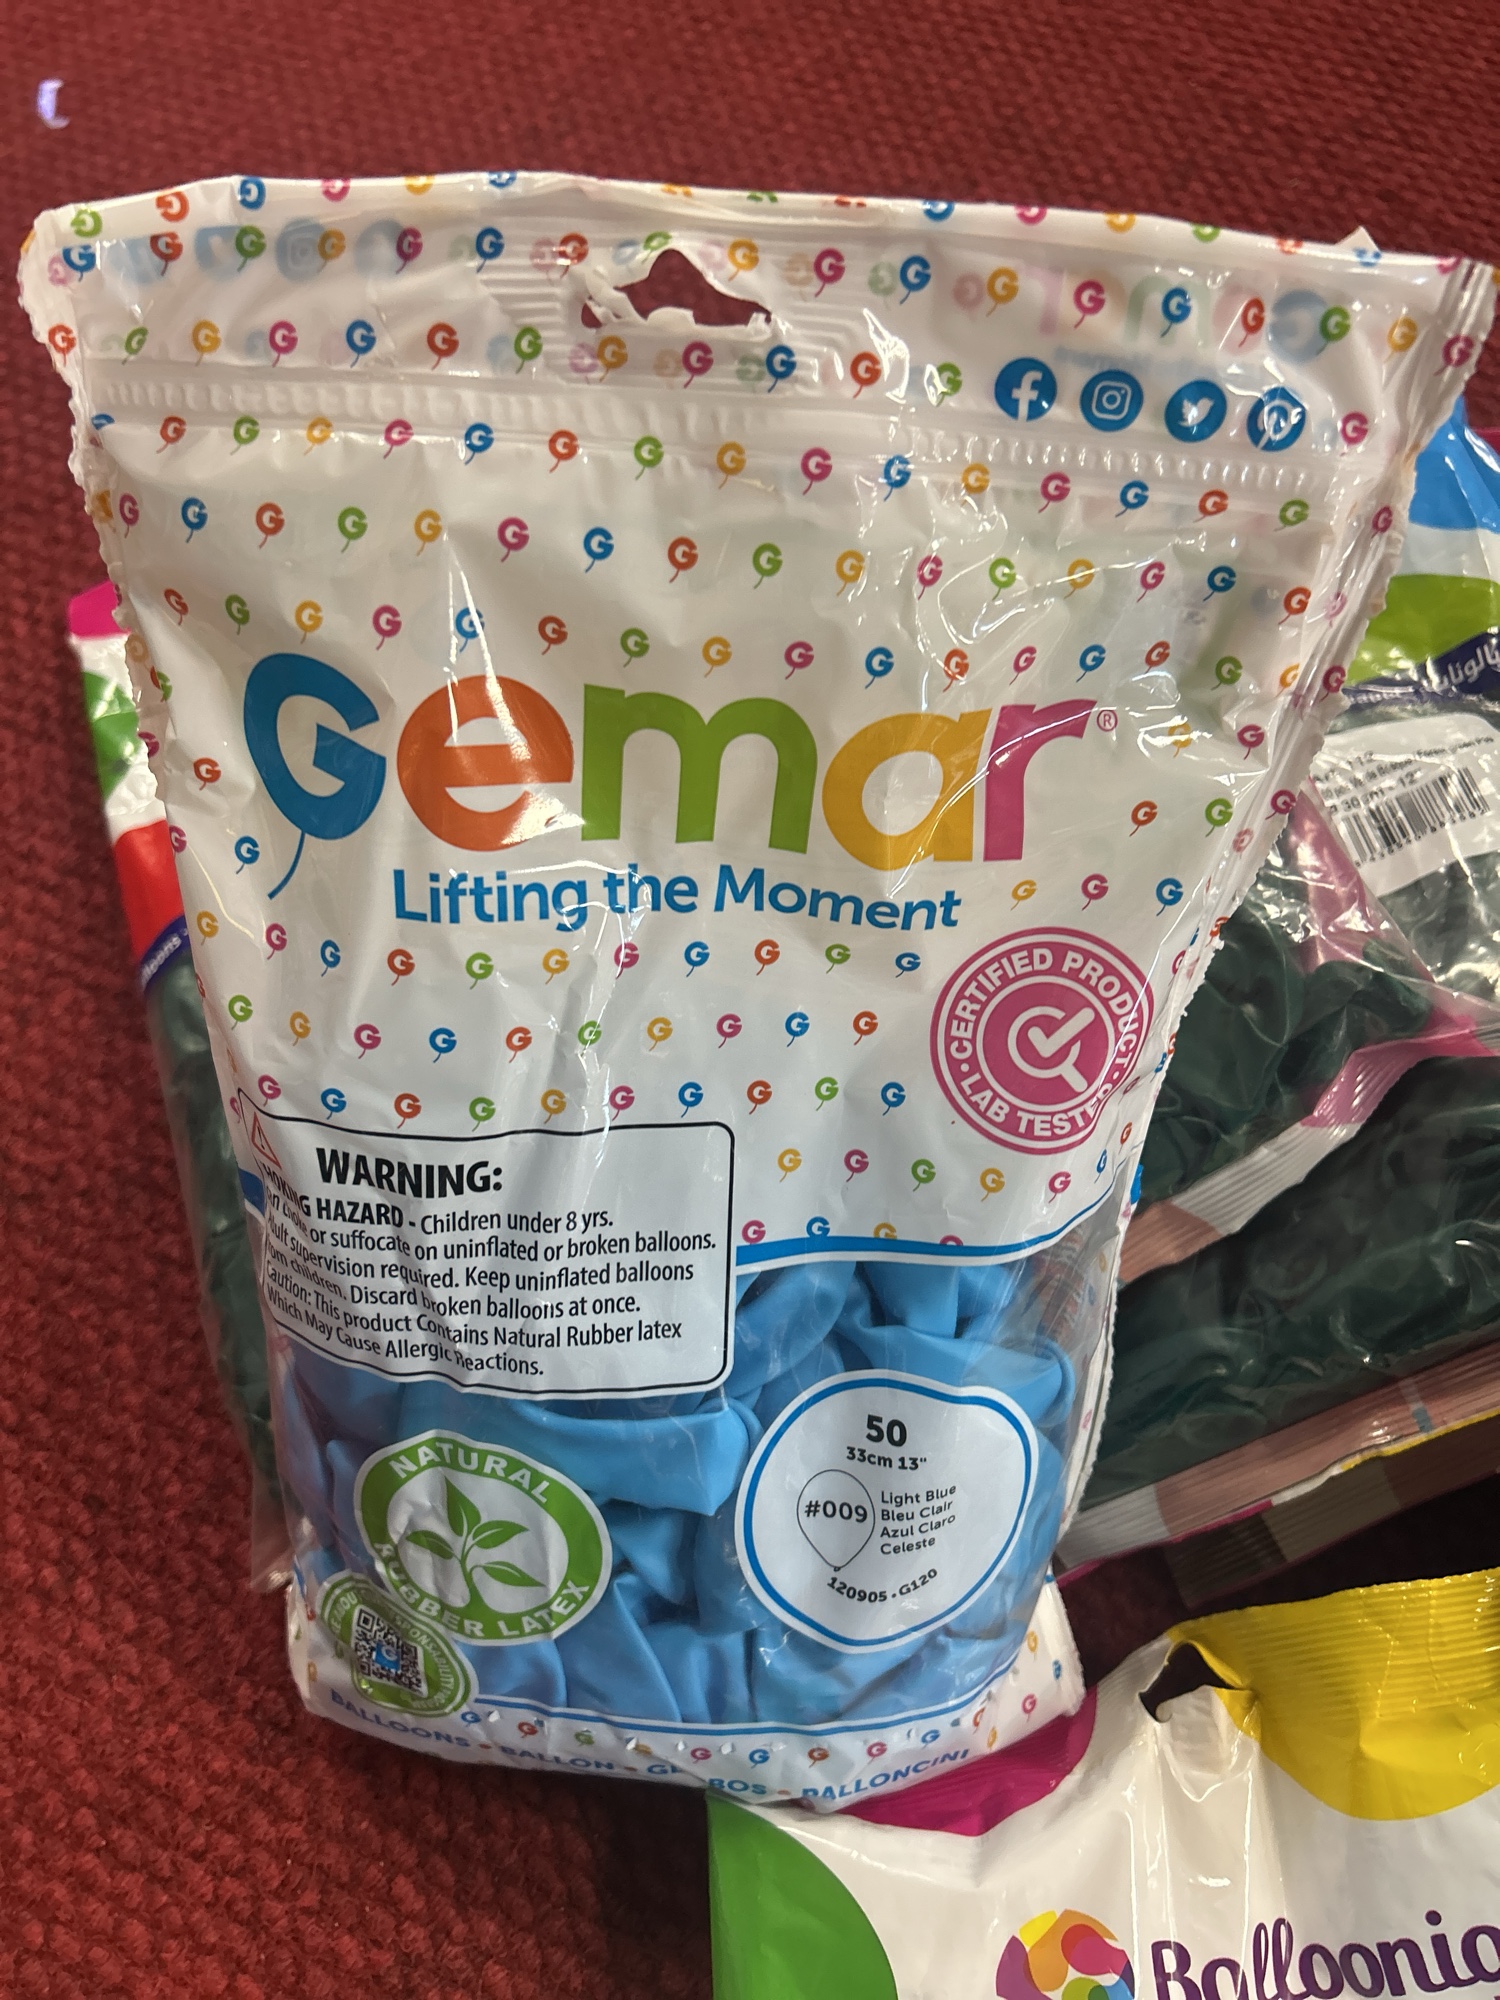 Gemar®
Lifting the Moment
CERTIFIED PRODUCT
LAB TESTED
WARNING:
HAZARD - Children under 8 yrs.
or suffocate on uninflated or broken balloons.
supervision required. Keep uninflated balloons
from children. Discard broken balloons at once.
Caution: This product Contains Natural Rubber latex
Which May Cause Allergic Reactions.
NATURAL
RUBBER LATEX
50
33cm 13"
#009
Light Blue
Bleu Clair
Azul Claro
Celeste
120905 - G120
BALLOONS • BALLON • • BALLONCINI
12"